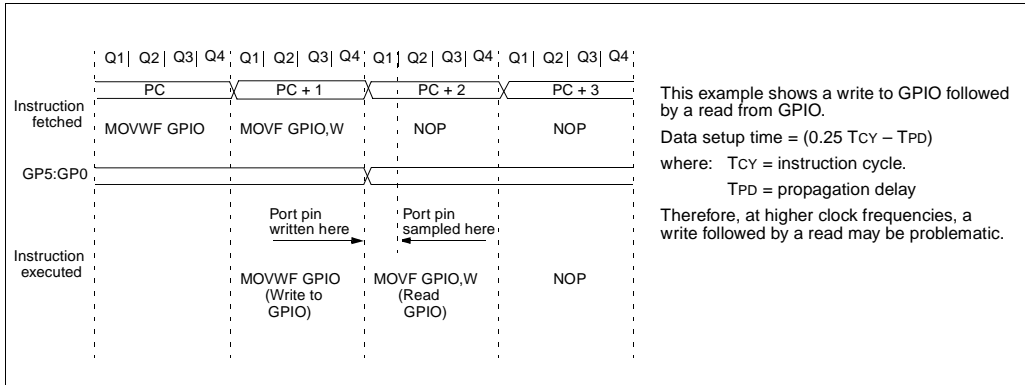 Q1| Q2| Q3| Q4 Q1| Q2| Q3| Q4 Q1| Q2| Q3| Q4 Q1| Q2| Q3| Q4
PC PC + 1 PC + 2 PC + 3
Instruction
fetched
MOVWF GPIO MOVF GPIO,W NOP NOP
GP5:GP0
Port pin
written here
Port pin
sampled here
Instruction
executed
MOVWF GPIO
(Write to
GPIO)
MOVF GPIO,W
(Read
GPIO)
NOP
This example shows a write to GPIO followed
by a read from GPIO.
Data setup time = (0.25 TCY – TPD)
where: TCY = instruction cycle.
TPD = propagation delay
Therefore, at higher clock frequencies, a
write followed by a read may be problematic.